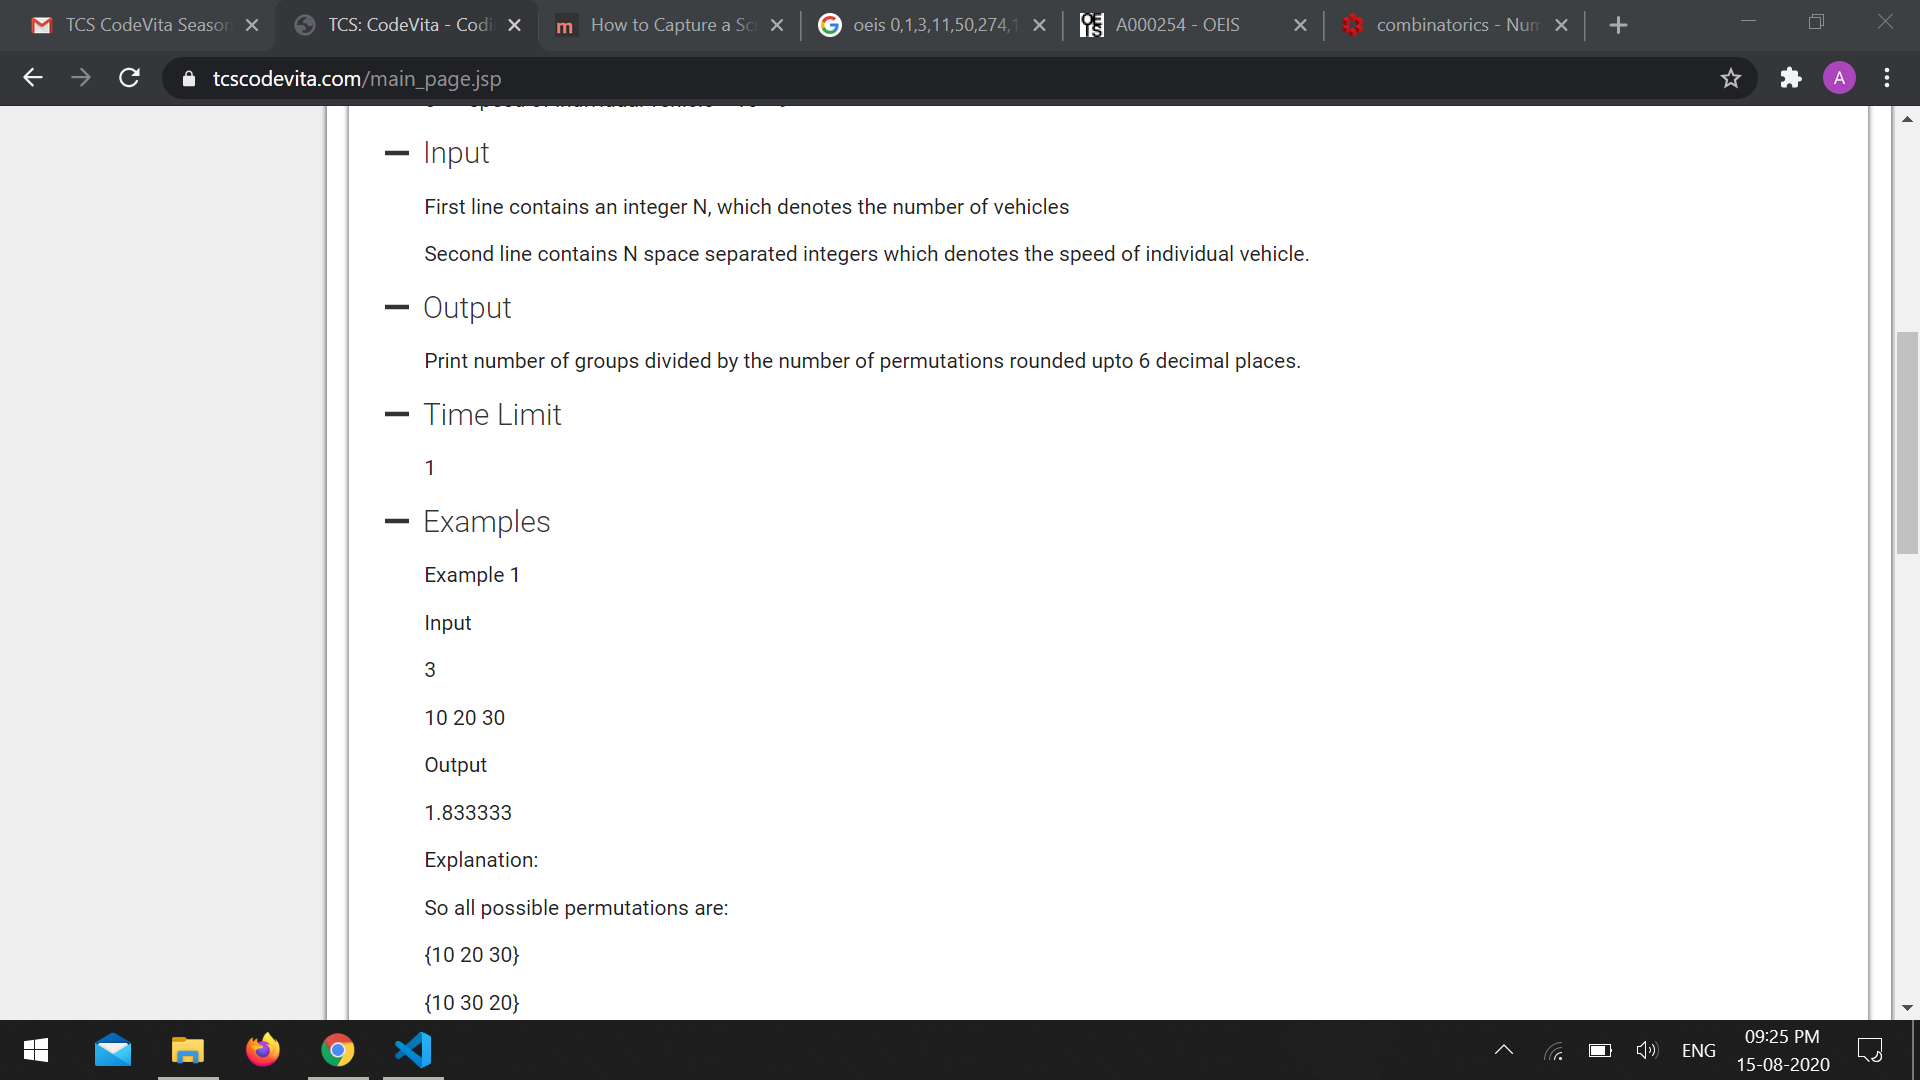 TCS CodeVita Season
TCS: CodeVita - Codi
How to Capture a Scr
oeis 0,1,3,11,50,274,1
A000254 - OEIS
combinatorics - Num
tcscodevita.com/main_page.jsp
A
Input
First line contains an integer N, which denotes the number of vehicles
Second line contains N space separated integers which denotes the speed of individual vehicle.
Output
Print number of groups divided by the number of permutations rounded upto 6 decimal places.
Time Limit
1
Examples
Example 1
Input
3
10 20 30
Output
1.833333
Explanation:
So all possible permutations are:
{10 20 30}
{10 30 20}
ENG
09:25 PM
15-08-2020